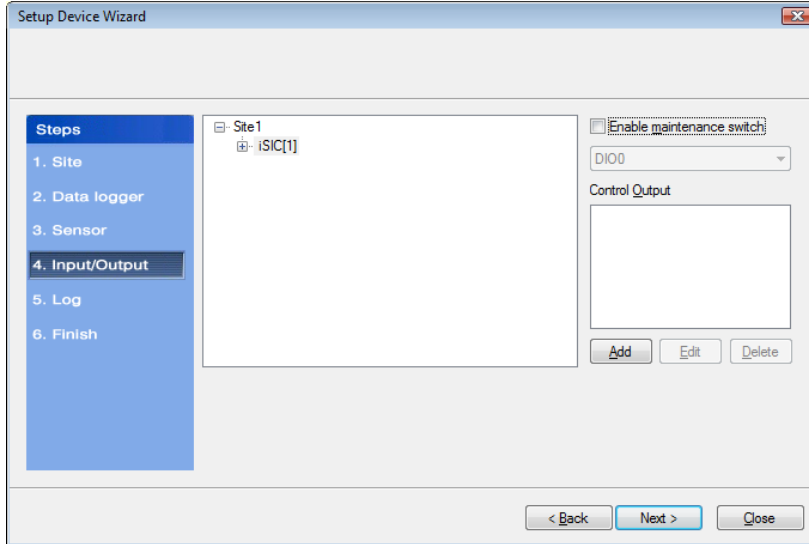 Setup Device Wizard
Steps
1. Site
2. Data logger
3. Sensor
4. Input/Output
5. Log
6. Finish
Site1
iSIC[1]
Enable maintenance switch
DIO0
Control Output
Add
Edit
Delete
< Back
Next >
Close